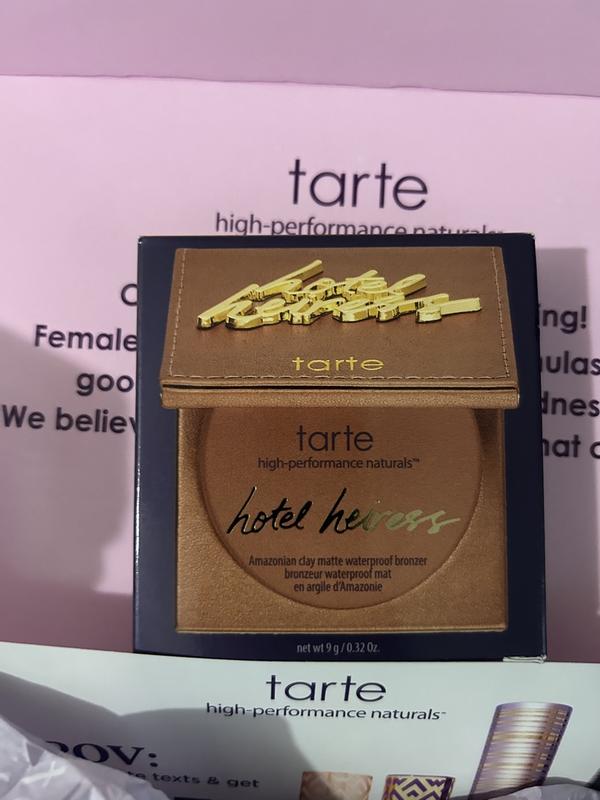 tarte
high-performance naturals
Female
goo
We believ
ing!
ulas
dnes
hat
hotel
heiress
tarte
tarte
high-performance naturals™
hotel heiress
Amazonian clay matte waterproof bronzer
bronzeur waterproof mat
en argile d'Amazonie
net wt 9 g / 0.32 Oz.
tarte
high-performance naturals™
POV:
te texts & get